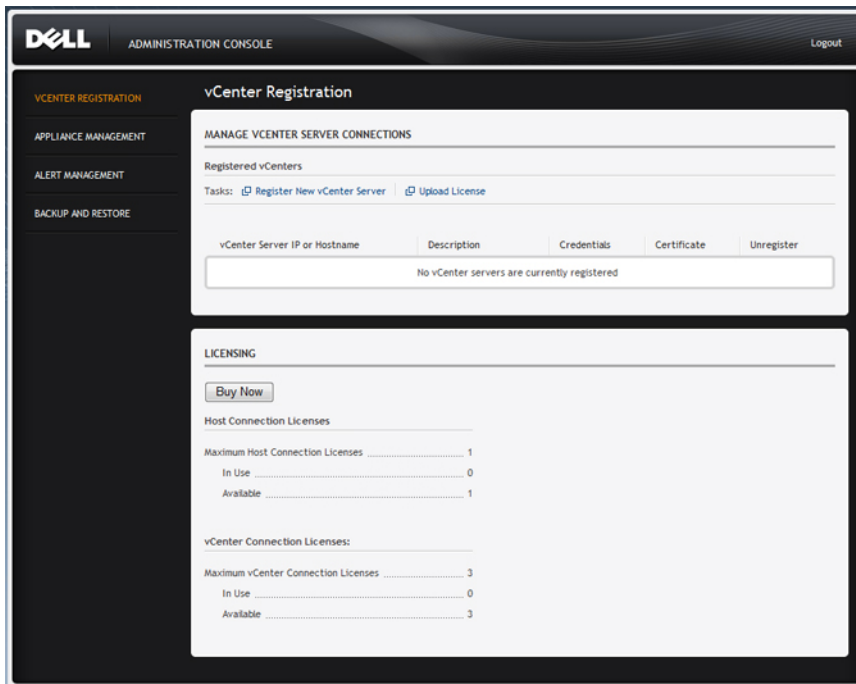 DELL ADMINISTRATION CONSOLE Logout
VCENTER REGISTRATION
APPLIANCE MANAGEMENT
ALERT MANAGEMENT
BACKUP AND RESTORE
vCenter Registration
MANAGE VCENTER SERVER CONNECTIONS
Registered vCenters
Tasks: Register New vCenter Server Upload License
vCenter Server IP or Hostname Description Credentials Certificate Unregister
No vCenter servers are currently registered
LICENSING
Buy Now
Host Connection Licenses
Maximum Host Connection Licenses 1
In Use 0
Available 1
vCenter Connection Licenses:
Maximum vCenter Connection Licenses 3
In Use 0
Available 3